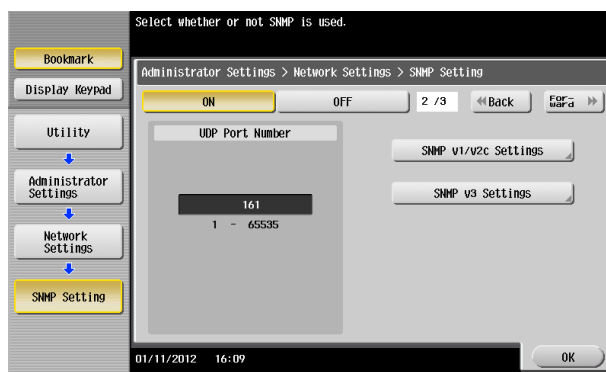 Select whether or not SNMP is used.
Bookmark
Display Keypad
Administrator Settings > Network Settings > SNMP Setting
ON
OFF
2 /3
Back
For-
ward
Utility
Administrator
Settings
Network
Settings
SNMP Setting
UDP Port Number
161
1 - 65535
SNMP v1/v2c Settings
SNMP v3 Settings
01/11/2012 16:09
OK